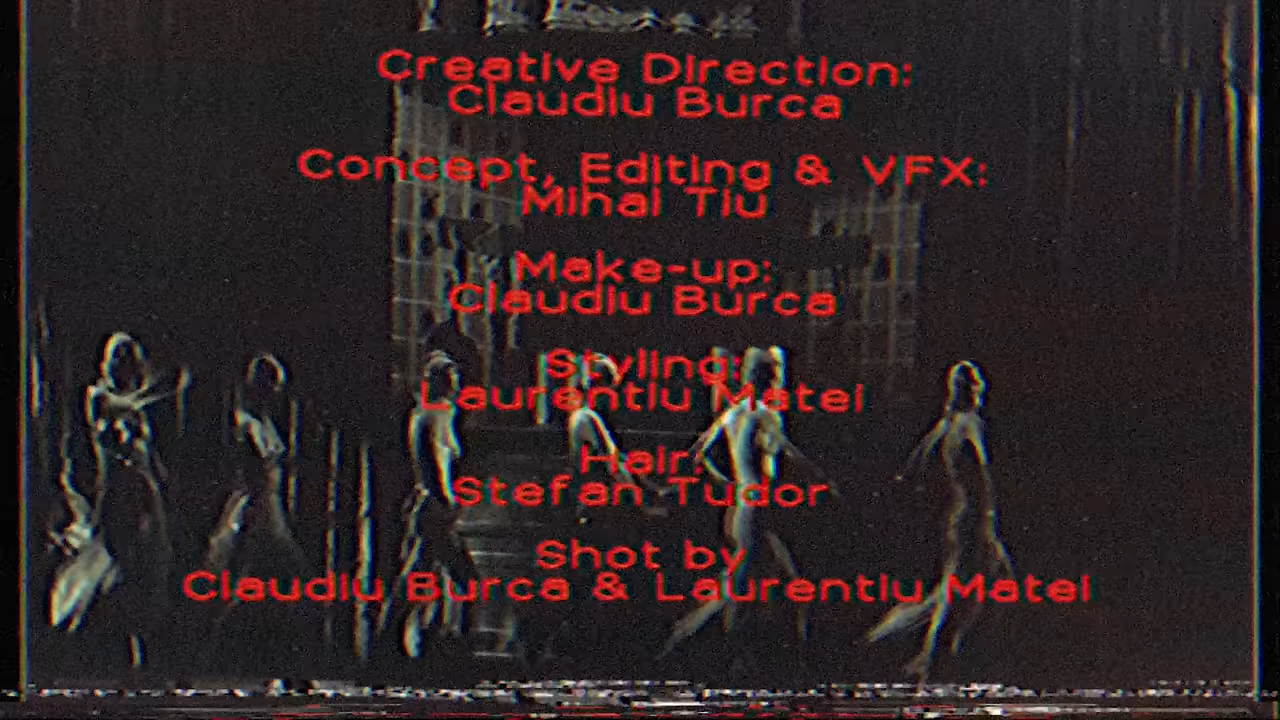 Creative Direction:
Claudiu Burca
Concept, Editing & VFX:
Mihai Tiu
Make-up:
Claudiu Burca
Styling:
Laurentiu Matei
Hair:
Stefan Tudor
Shot by
Claudiu Burca & Laurentiu Matei